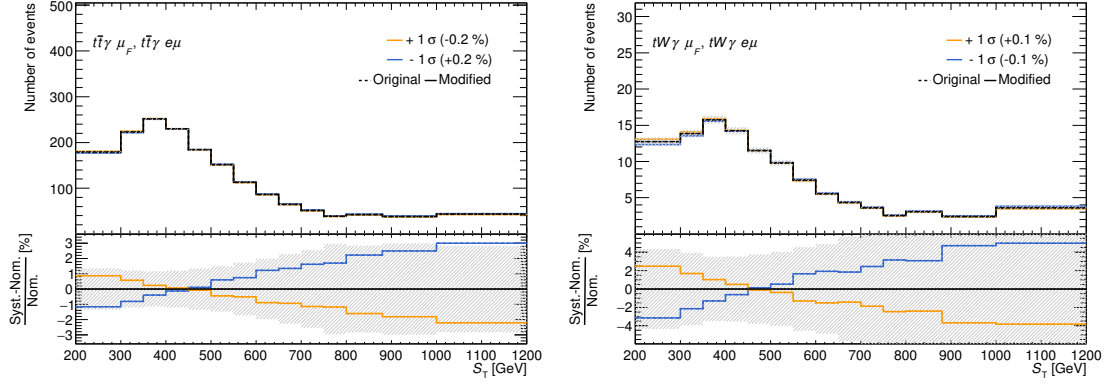 Number of events
500
400
300
200
100
tt̄γ μ_F, tt̄γ eμ
+ 1 σ (-0.2 %)
- 1 σ (+0.2 %)
Original Modified
Syst.-Nom.
Nom.
[%]
3
2
1
0
−1
−2
−3
200 300 400 500 600 700 800 900 1000 1100 1200
S_T [GeV]
Number of events
30
25
20
15
10
5
tWγ μ_F, tWγ eμ
+ 1 σ (+0.1 %)
- 1 σ (-0.1 %)
Original Modified
Syst.-Nom.
Nom.
[%]
4
2
0
−2
−4
200 300 400 500 600 700 800 900 1000 1100 1200
S_T [GeV]